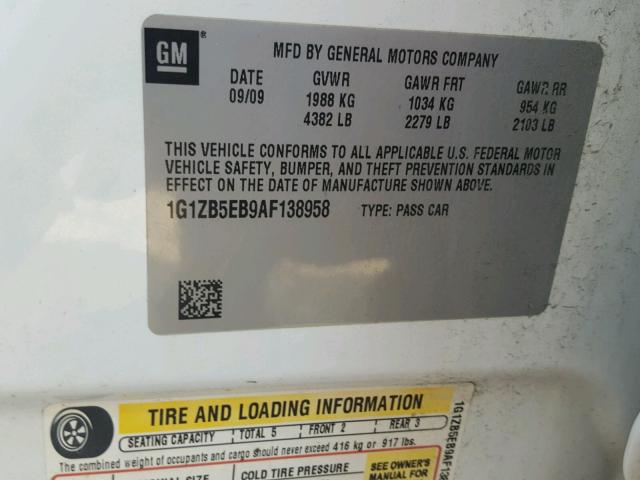 GM
MFD BY GENERAL MOTORS COMPANY
DATE GVWR GAWR FRT GAWR RR
09/09 1988 KG 1034 KG 954 KG
4382 LB 2279 LB 2103 LB
THIS VEHICLE CONFORMS TO ALL APPLICABLE U.S. FEDERAL MOTOR
VEHICLE SAFETY, BUMPER, AND THEFT PREVENTION STANDARDS
IN EFFECT ON THE DATE OF MANUFACTURE SHOWN ABOVE.
1G1ZB5EB9AF138958 TYPE: PASS CAR
TIRE AND LOADING INFORMATION
SEATING CAPACITY TOTAL 5 FRONT 2 REAR 3
The combined weight of occupants and cargo should never exceed 416 kg or 917 lbs.
SIZE COLD TIRE PRESSURE
SEE OWNER'S
MANUAL FOR
1G1ZB5EB9AF138